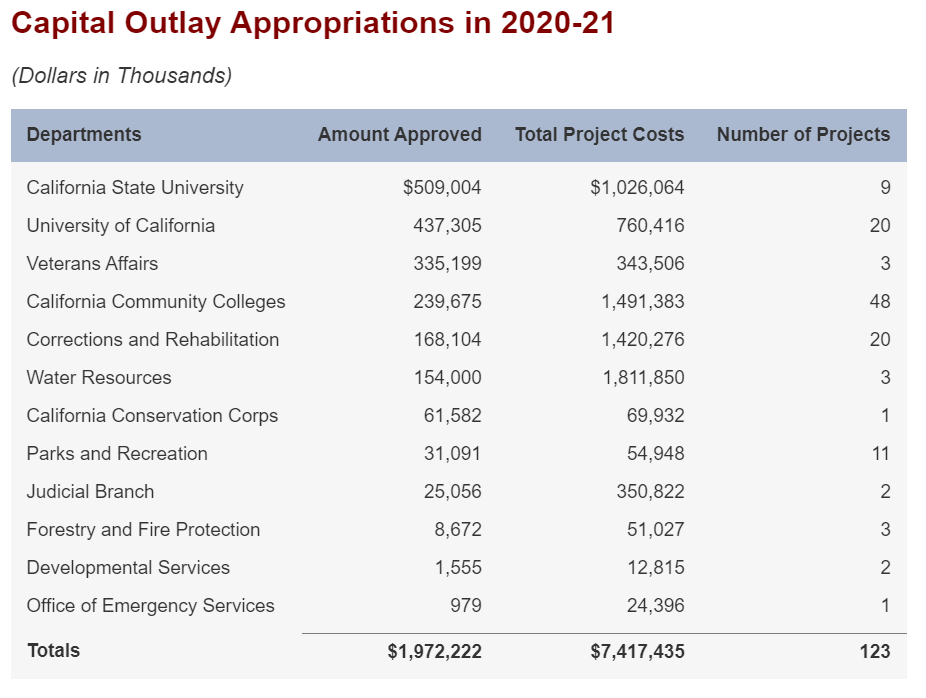 Capital Outlay Appropriations in 2020-21
(Dollars in Thousands)
Departments Amount Approved Total Project Costs Number of Projects
California State University $509,004 $1,026,064 9
University of California 437,305 760,416 20
Veterans Affairs 335,199 343,506 3
California Community Colleges 239,675 1,491,383 48
Corrections and Rehabilitation 168,104 1,420,276 20
Water Resources 154,000 1,811,850 3
California Conservation Corps 61,582 69,932 1
Parks and Recreation 31,091 54,948 11
Judicial Branch 25,056 350,822 2
Forestry and Fire Protection 8,672 51,027 3
Developmental Services 1,555 12,815 2
Office of Emergency Services 979 24,396 1
Totals $1,972,222 $7,417,435 123